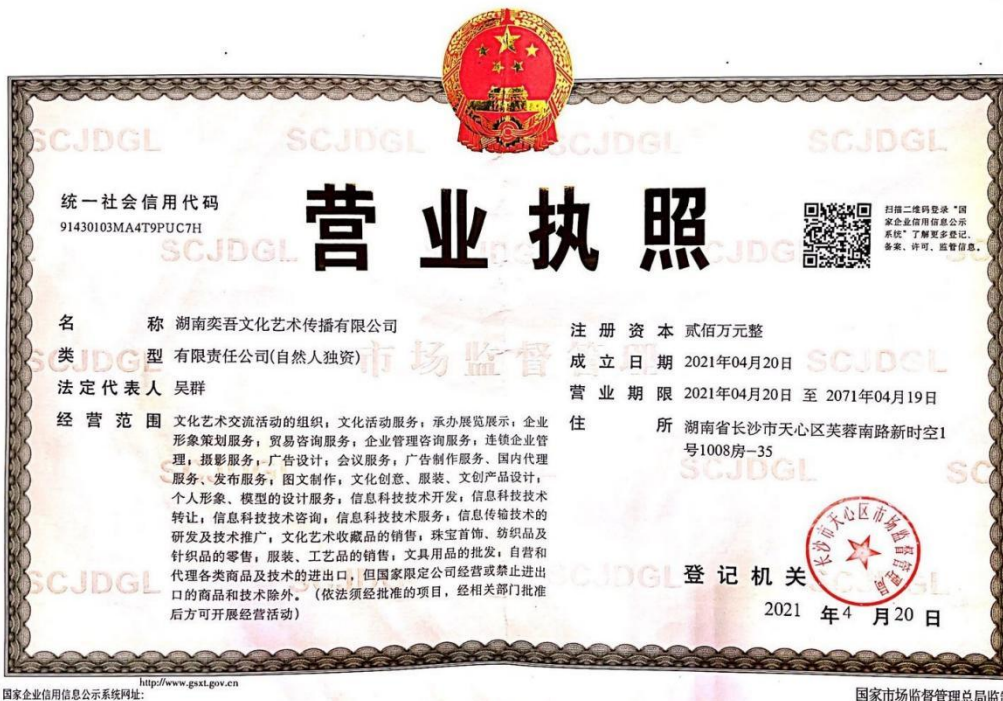 统一社会信用代码
91430103MA4T9PUC7H
营业执照
扫描二维码登录“国
家企业信用信息公示
系统”了解更多登记、
备案、许可、监管信息。
名 称 湖南奕吾文化艺术传播有限公司
类 型 有限责任公司(自然人独资)
法定代表人 吴群
经营范围 文化艺术交流活动的组织；文化活动服务；承办展览展示；企业
形象策划服务；贸易咨询服务；企业管理咨询服务；连锁企业管
理；摄影服务；广告设计；会议服务；广告制作服务、国内代理
服务、发布服务；图文制作；文化创意、服装、文创产品设计；
个人形象、模型的设计服务；信息科技技术开发；信息科技技术
转让；信息科技技术咨询；信息科技技术服务；信息传输技术的
研发及技术推广；文化艺术收藏品的销售；珠宝首饰、纺织品及
针织品的零售；服装、工艺品的销售；文具用品的批发；自营和
代理各类商品及技术的进出口，但国家限定公司经营或禁止进出
口的商品和技术除外。（依法须经批准的项目，经相关部门批准
后方可开展经营活动）
注册资本 贰佰万元整
成立日期 2021年04月20日
营业期限 2021年04月20日 至 2071年04月19日
住 所 湖南省长沙市天心区芙蓉南路新时空1
号1008房-35
市场监督管理
SCJDGL SCJDGL SCJDGL SCJDGL
登记机关
长沙市天心区市场监督管理局
2021 年4 月20 日
http://www.gsxt.gov.cn
国家企业信用信息公示系统网址：
国家市场监督管理总局监制